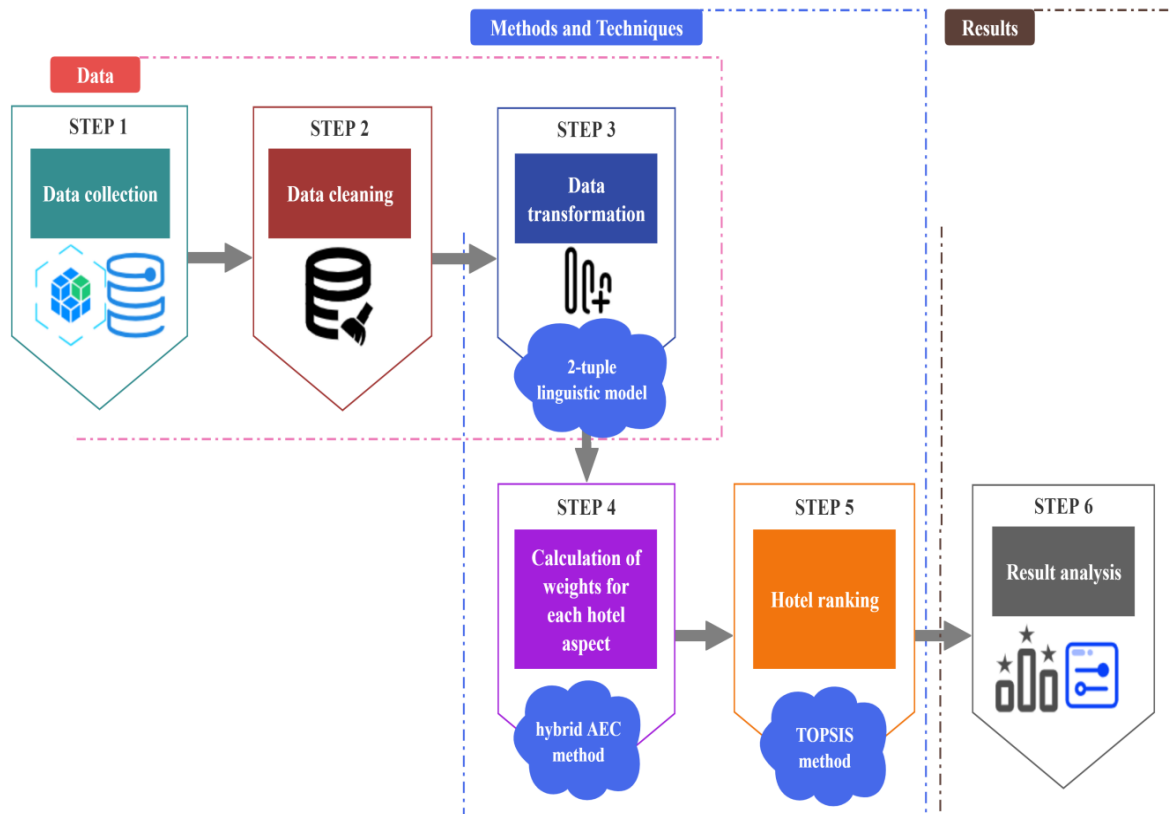 Methods and Techniques
Results
Data
STEP 1
Data collection
STEP 2
Data cleaning
STEP 3
Data
transformation
2-tuple
linguistic model
STEP 4
Calculation of
weights for
each hotel
aspect
hybrid AEC
method
STEP 5
Hotel ranking
TOPSIS
method
STEP 6
Result analysis